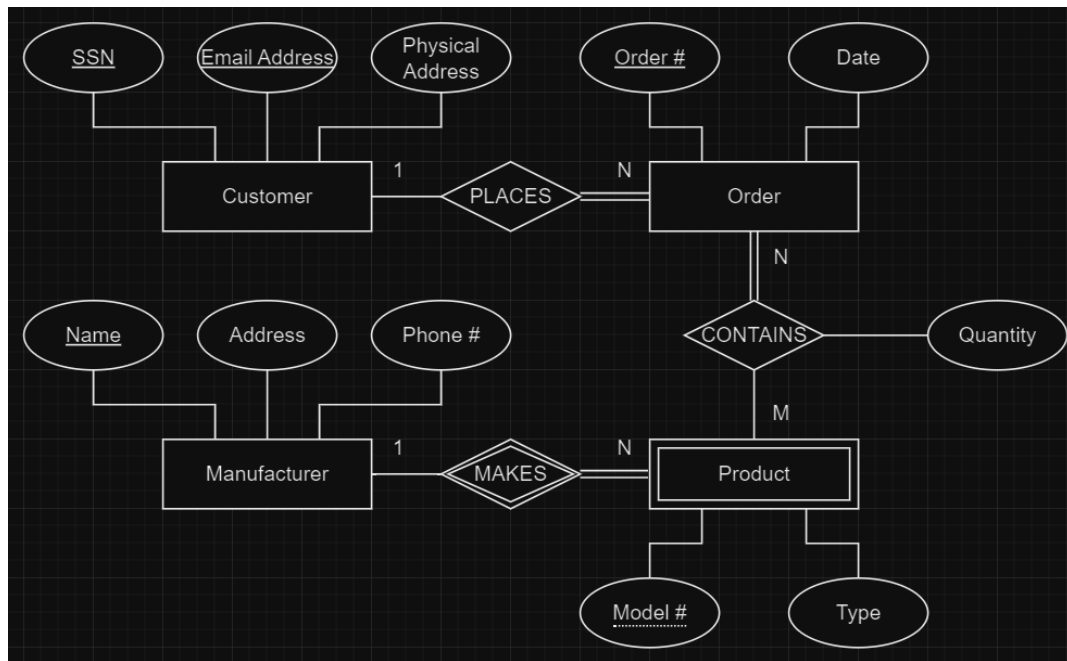 SSN
Email Address
Physical
Address
Order #
Date
Customer
1
PLACES
N
Order
N
Name
Address
Phone #
CONTAINS
Quantity
M
Manufacturer
1
MAKES
N
Product
Model #
Type